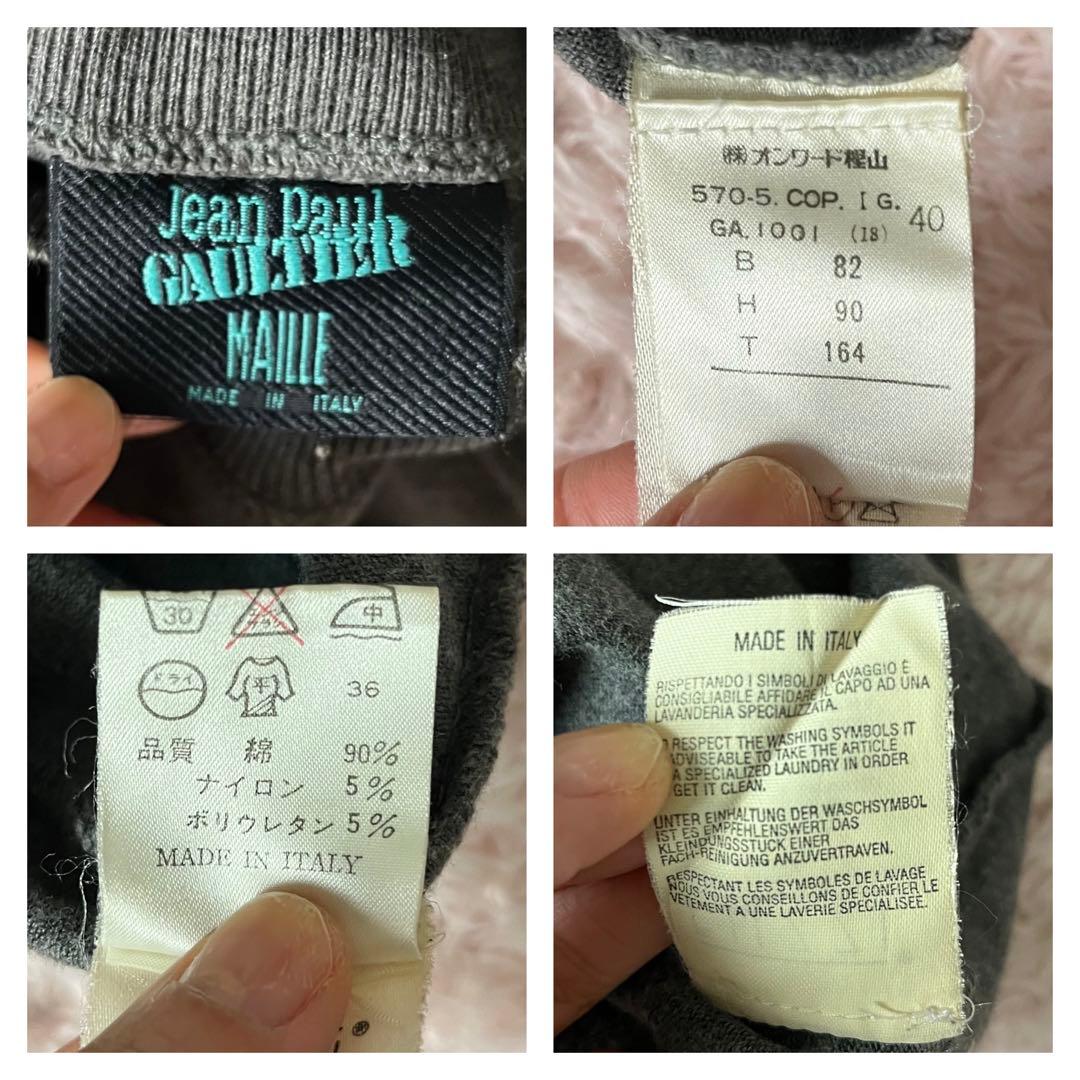 Jean Paul
GAULTIER
MAILLE
MADE IN ITALY
㈱オンワード樫山
570-5. COP. I G.
40
GA.1001 (18)
B 82
H 90
T 164
30
中
ドライ
平
36
品質 綿 90%
ナイロン 5%
ポリウレタン 5%
MADE IN ITALY
MADE IN ITALY
RISPETTANDO I SIMBOLI DI LAVAGGIO È
CONSIGLIABILE AFFIDARE IL CAPO AD UNA
LAVANDERIA SPECIALIZZATA.
RESPECT THE WASHING SYMBOLS IT
ADVISEABLE TO TAKE THE ARTICLE
A SPECIALIZED LAUNDRY IN ORDER
GET IT CLEAN.
UNTER EINHALTUNG DER WASCHSYMBOL
IST ES EMPFEHLENSWERT DAS
KLEIDUNGSSTUCK EINER
FACH-REINIGUNG ANZUVERTRAVEN.
RESPECTANT LES SYMBOLES DE LAVAGE
NOUS VOUS CONSEILLONS DE CONFIER LE
VETEMENT A UNE LAVERIE SPECIALISÉE.